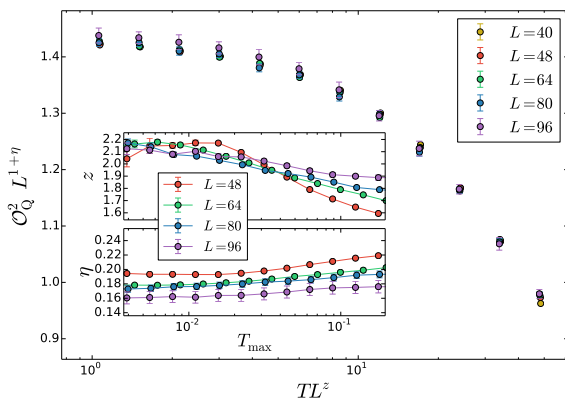 1.4
1.3
1.2
1.1
1.0
0.9
𝒪²_Q L^{1+η}
10⁰
10¹
TL^z
L=40
L=48
L=64
L=80
L=96
2.2
2.1
2.0
1.9
1.8
1.7
1.6
z
L=48
L=64
L=80
L=96
0.24
0.22
0.20
0.18
0.16
0.14
η
10⁻²
10⁻¹
T_max